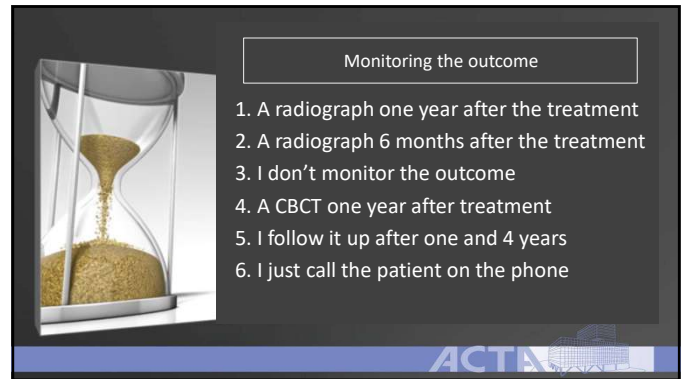 Monitoring the outcome
1. A radiograph one year after the treatment
2. A radiograph 6 months after the treatment
3. I don’t monitor the outcome
4. A CBCT one year after treatment
5. I follow it up after one and 4 years
6. I just call the patient on the phone
ACTA